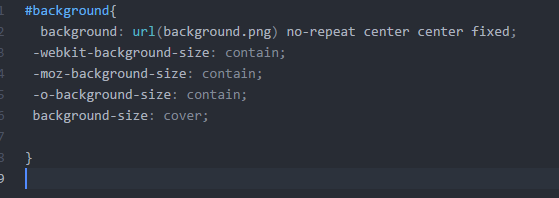 #background{
background: url(background.png) no-repeat center center fixed;
-webkit-background-size: contain;
-moz-background-size: contain;
-o-background-size: contain;
background-size: cover;
}
9